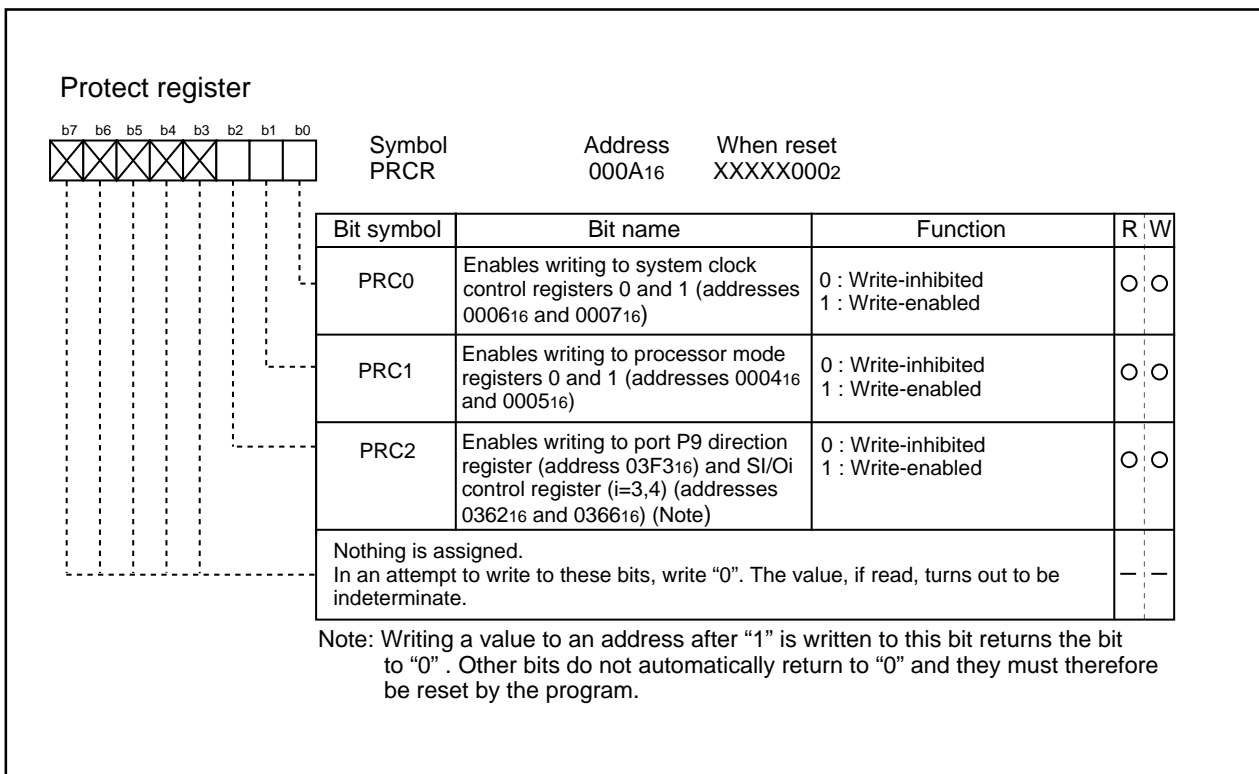 Protect register
b7 b6 b5 b4 b3 b2 b1 b0
Symbol Address When reset
PRCR 000A16 XXXXX0002
Bit symbol Bit name Function R W
PRC0 Enables writing to system clock
control registers 0 and 1 (addresses
000616 and 000716)
0 : Write-inhibited
1 : Write-enabled
PRC1 Enables writing to processor mode
registers 0 and 1 (addresses 000416
and 000516)
0 : Write-inhibited
1 : Write-enabled
PRC2 Enables writing to port P9 direction
register (address 03F316) and SI/Oi
control register (i=3,4) (addresses
036216 and 036616) (Note)
0 : Write-inhibited
1 : Write-enabled
Nothing is assigned.
In an attempt to write to these bits, write “0”. The value, if read, turns out to be
indeterminate.
Note: Writing a value to an address after “1” is written to this bit returns the bit
to “0” . Other bits do not automatically return to “0” and they must therefore
be reset by the program.